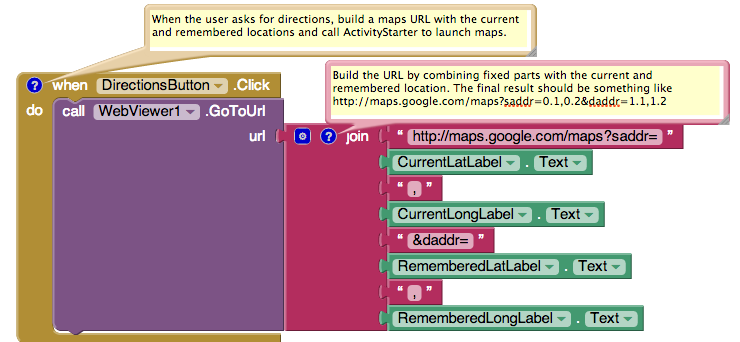 When the user asks for directions, build a maps URL with the current
and remembered locations and call ActivityStarter to launch maps.
? when DirectionsButton .Click
Build the URL by combining fixed parts with the current and
remembered location. The final result should be something like
http://maps.google.com/maps?saddr=0.1,0.2&daddr=1.1,1.2
do call WebViewer1 .GoToUrl
url ? join “ http://maps.google.com/maps?saddr= ”
CurrentLatLabel . Text
“ , ”
CurrentLongLabel . Text
“ &daddr= ”
RememberedLatLabel . Text
“ , ”
RememberedLongLabel . Text